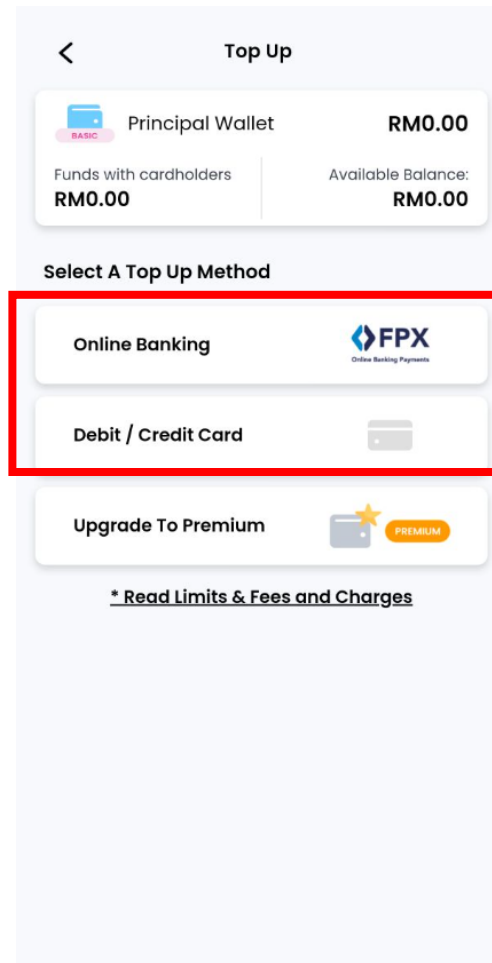 Top Up
BASIC
Principal Wallet
RM0.00
Funds with cardholders
RM0.00
Available Balance:
RM0.00
Select A Top Up Method
Online Banking
FPX
Online Banking Payments
Debit / Credit Card
Upgrade To Premium
PREMIUM
* Read Limits & Fees and Charges